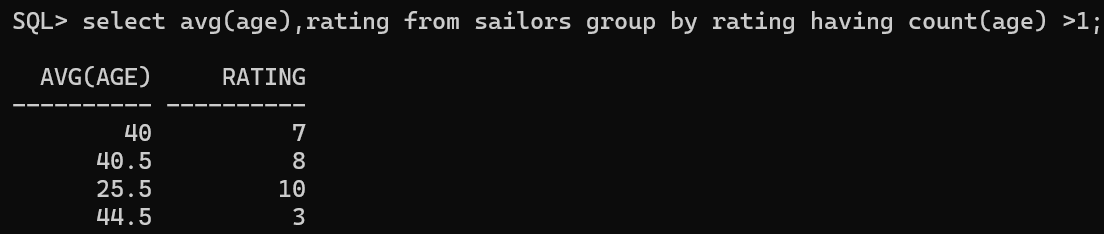 SQL> select avg(age),rating from sailors group by rating having count(age) >1;
  AVG(AGE)     RATING
---------- ----------
        40          7
      40.5          8
      25.5         10
      44.5          3